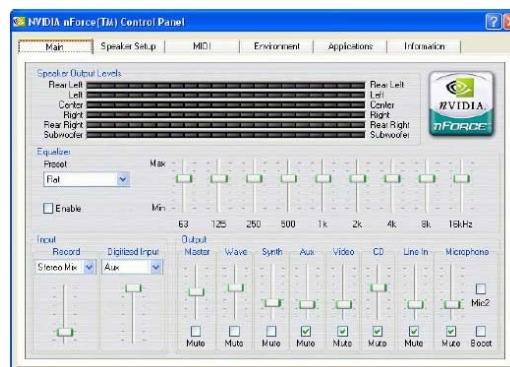 NVIDIA nForce(TM) Control Panel
Main Speaker Setup MIDI Environment Applications Information
Speaker Output Levels
Rear Left Rear Left
Left Left
Center Center
Right Right
Rear Right Rear Right
Subwoofer Subwoofer
NVIDIA.
nFORCE
Equalizer
Preset Max
Flat
Enable Min
63 125 250 500 1k 2k 4k 8k 16kHz
Input Output
Record Digitized Input Master Wave Synth Aux Video CD Line In Microphone
Stereo Mix Aux
Mic2
Mute Mute Mute Mute Mute Mute Mute Mute Boost